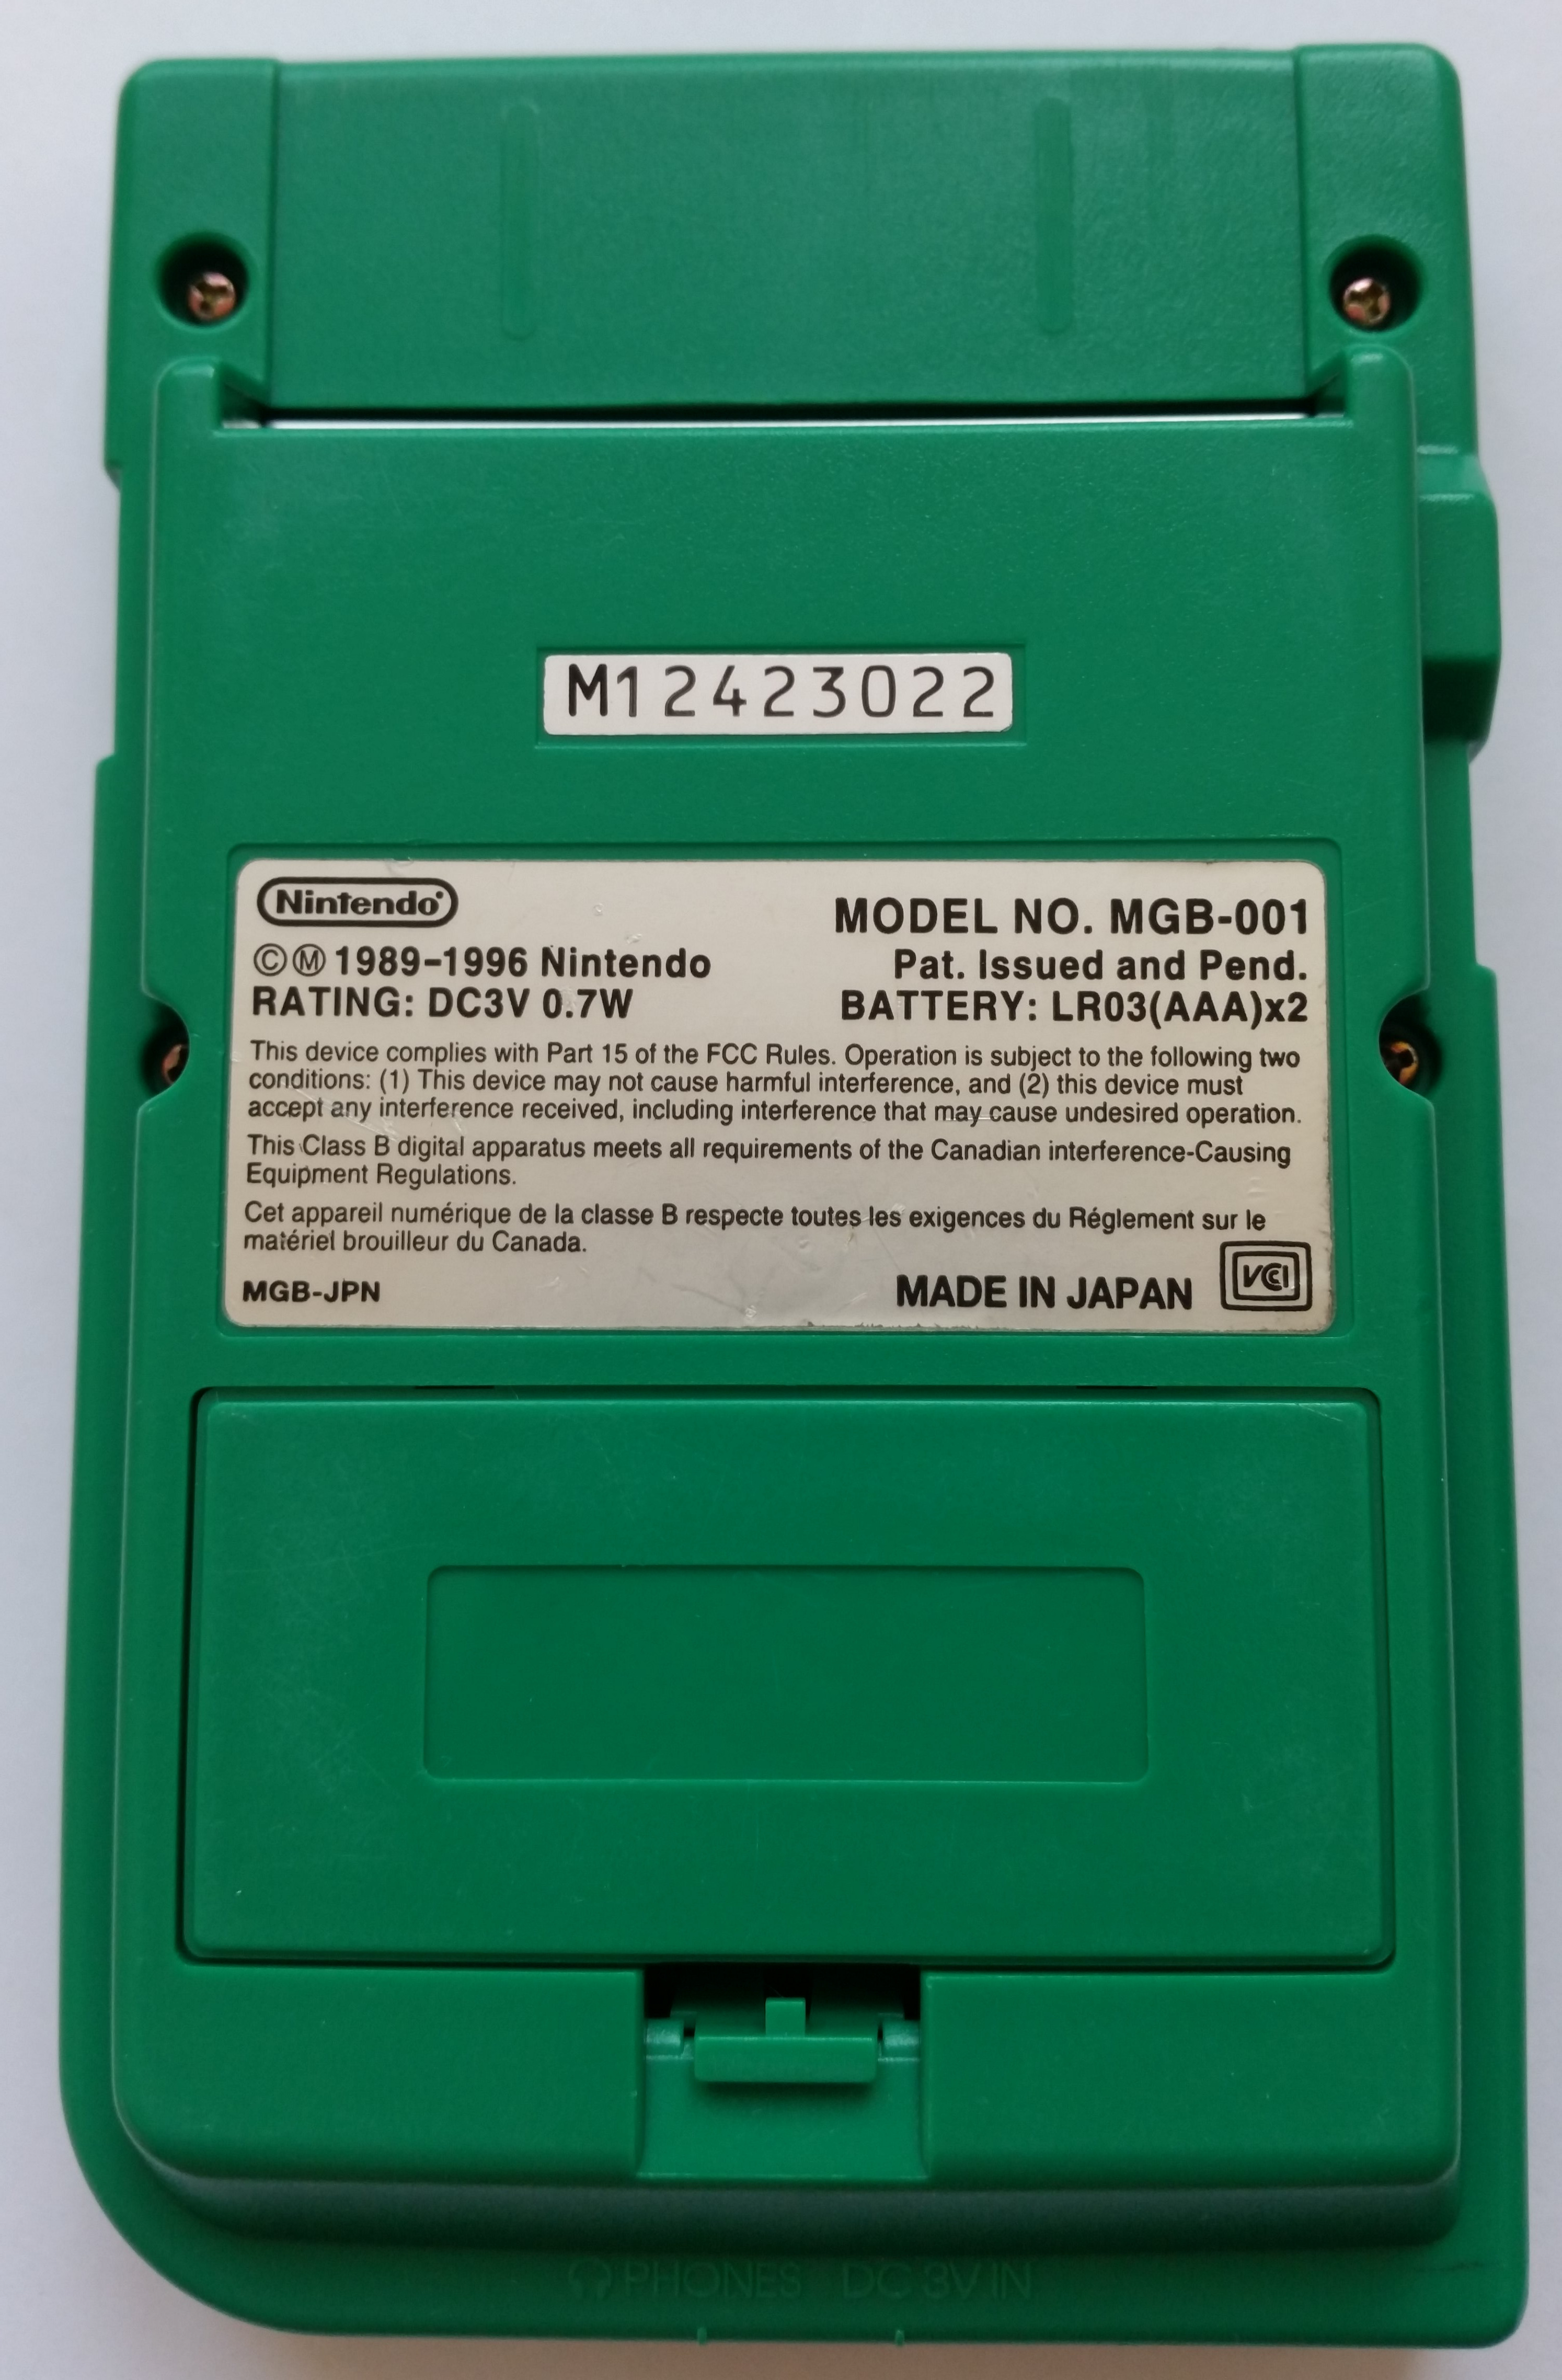 M12423022
Nintendo®
MODEL NO. MGB-001
©Ⓜ 1989-1996 Nintendo
Pat. Issued and Pend.
RATING: DC3V 0.7W
BATTERY: LR03(AAA)x2
This device complies with Part 15 of the FCC Rules. Operation is subject to the following two
conditions: (1) This device may not cause harmful interference, and (2) this device must
accept any interference received, including interference that may cause undesired operation.
This Class B digital apparatus meets all requirements of the Canadian interference-Causing
Equipment Regulations.
Cet appareil numérique de la classe B respecte toutes les exigences du Réglement sur le
matériel brouilleur du Canada.
MGB-JPN
MADE IN JAPAN
VCI
PHONES DC 3V IN